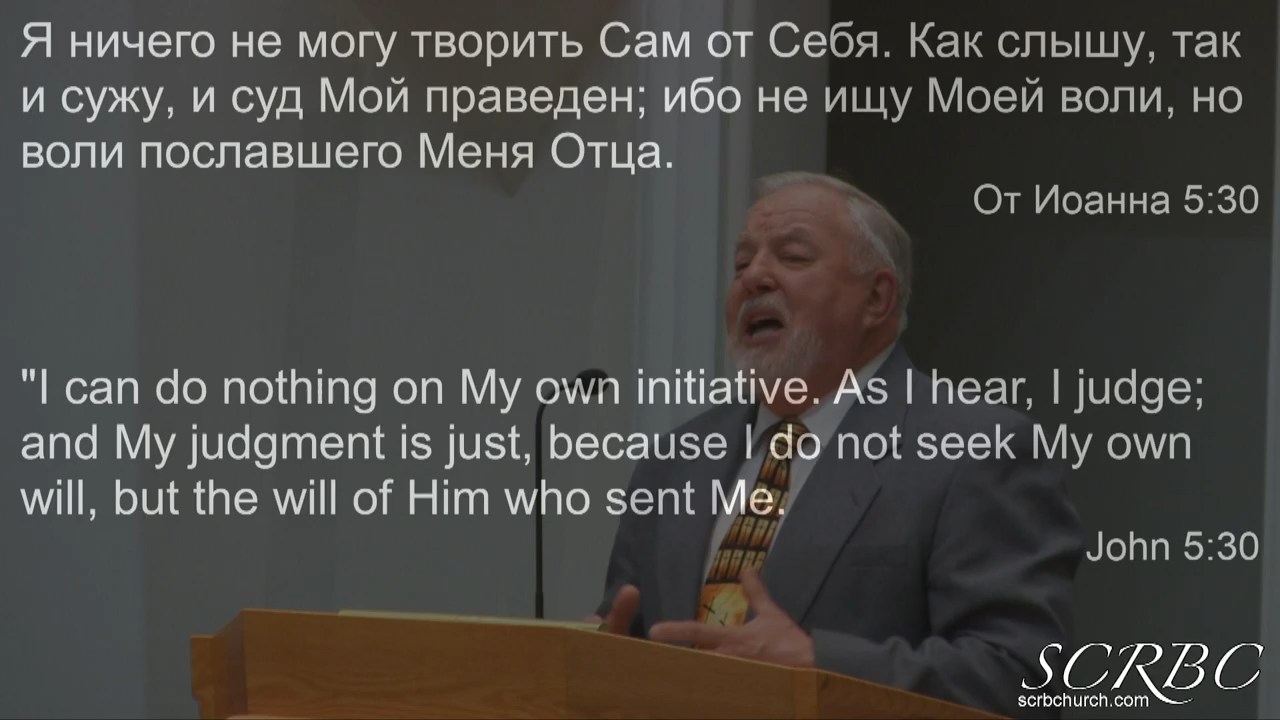 Я ничего не могу творить Сам от Себя. Как слышу, так
и сужу, и суд Мой праведен; ибо не ищу Моей воли, но
воли пославшего Меня Отца.
От Иоанна 5:30
"I can do nothing on My own initiative. As I hear, I judge;
and My judgment is just, because I do not seek My own
will, but the will of Him who sent Me.
John 5:30
SCRBC
scrbchurch.com